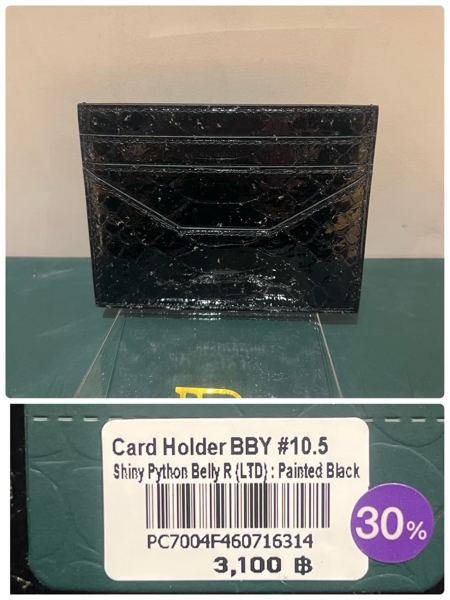 Card Holder BBY #10.5
Shiny Python Belly R (LTD) : Painted Black
PC7004F460716314
3,100 ฿
30%